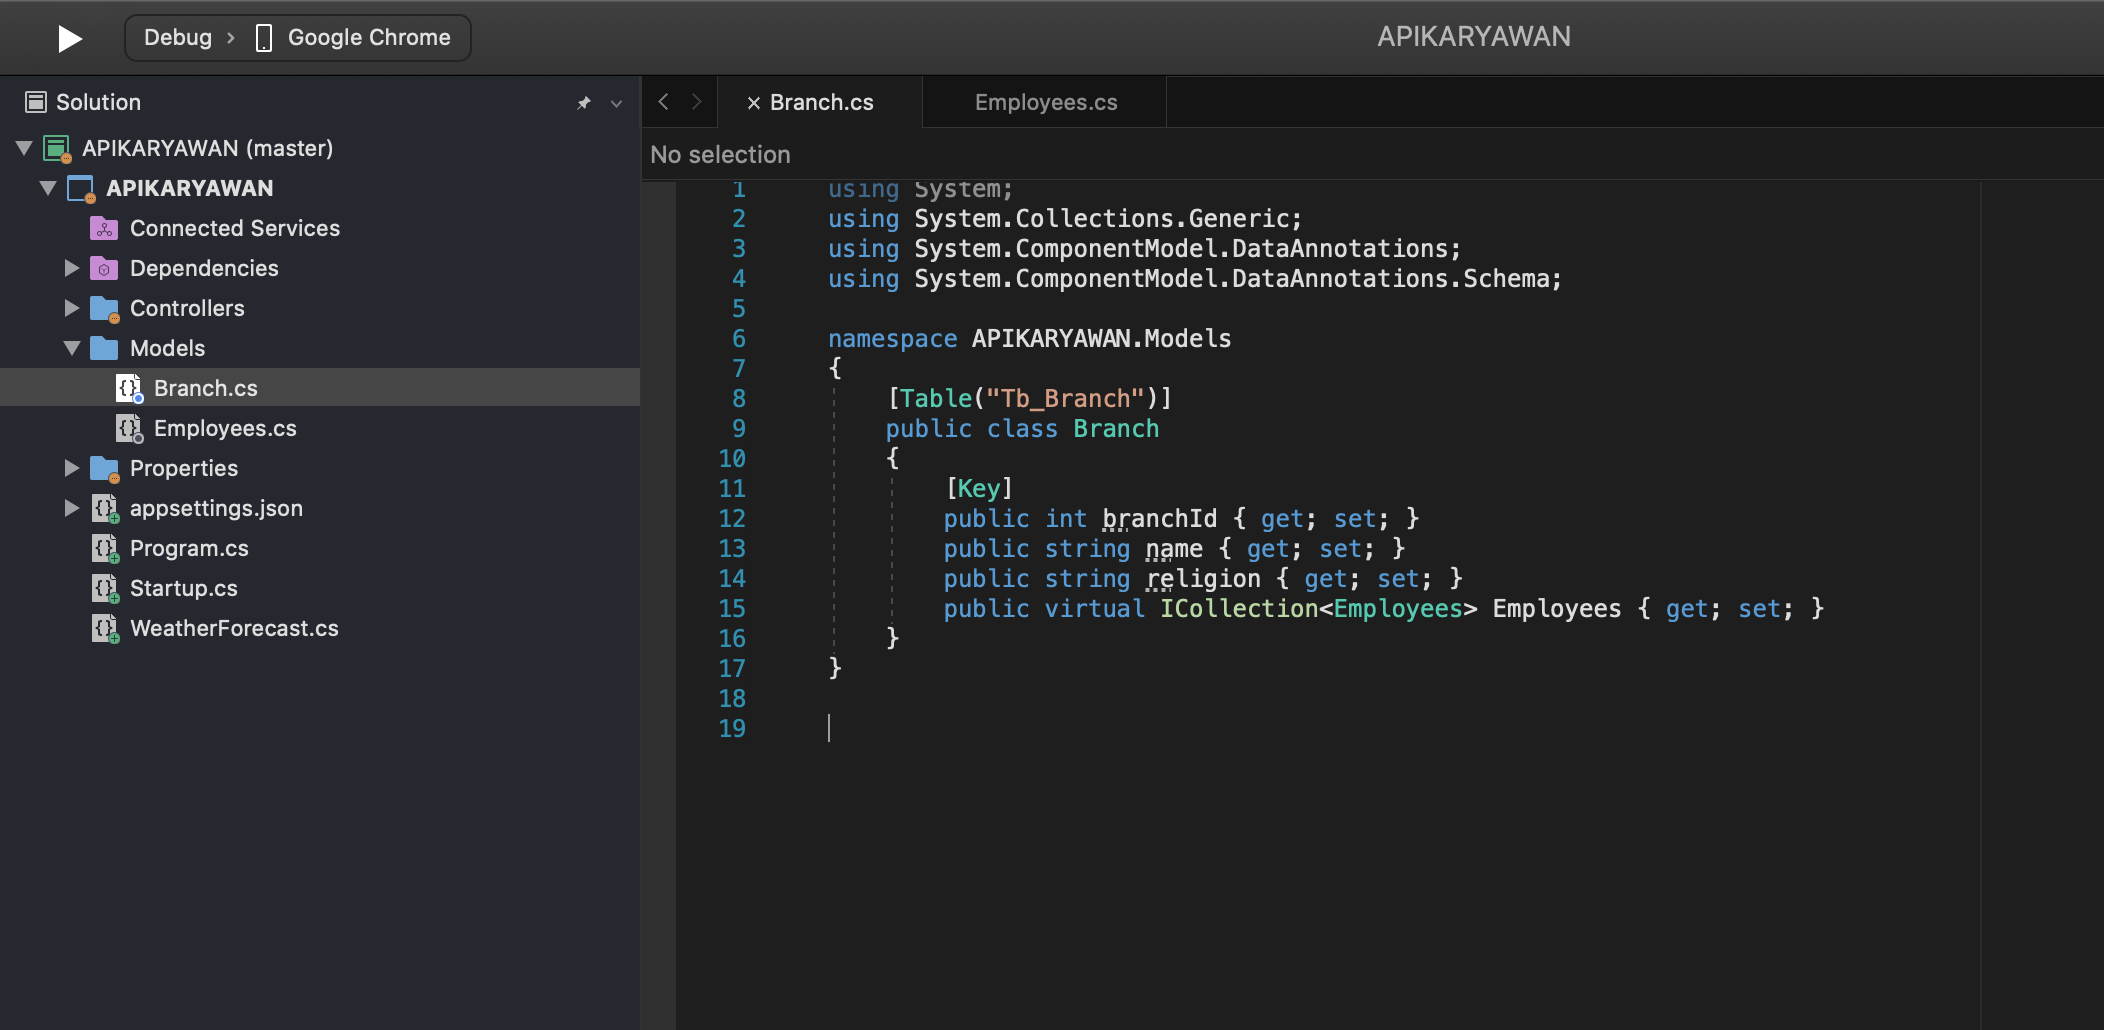 Debug › Google Chrome
APIKARYAWAN
Solution
APIKARYAWAN (master)
APIKARYAWAN
Connected Services
Dependencies
Controllers
Models
Branch.cs
Employees.cs
Properties
appsettings.json
Program.cs
Startup.cs
WeatherForecast.cs
Branch.cs
Employees.cs
No selection
1 using System;
2 using System.Collections.Generic;
3 using System.ComponentModel.DataAnnotations;
4 using System.ComponentModel.DataAnnotations.Schema;
5
6 namespace APIKARYAWAN.Models
7 {
8 [Table("Tb_Branch")]
9 public class Branch
10 {
11 [Key]
12 public int branchId { get; set; }
13 public string name { get; set; }
14 public string religion { get; set; }
15 public virtual ICollection<Employees> Employees { get; set; }
16 }
17 }
18
19